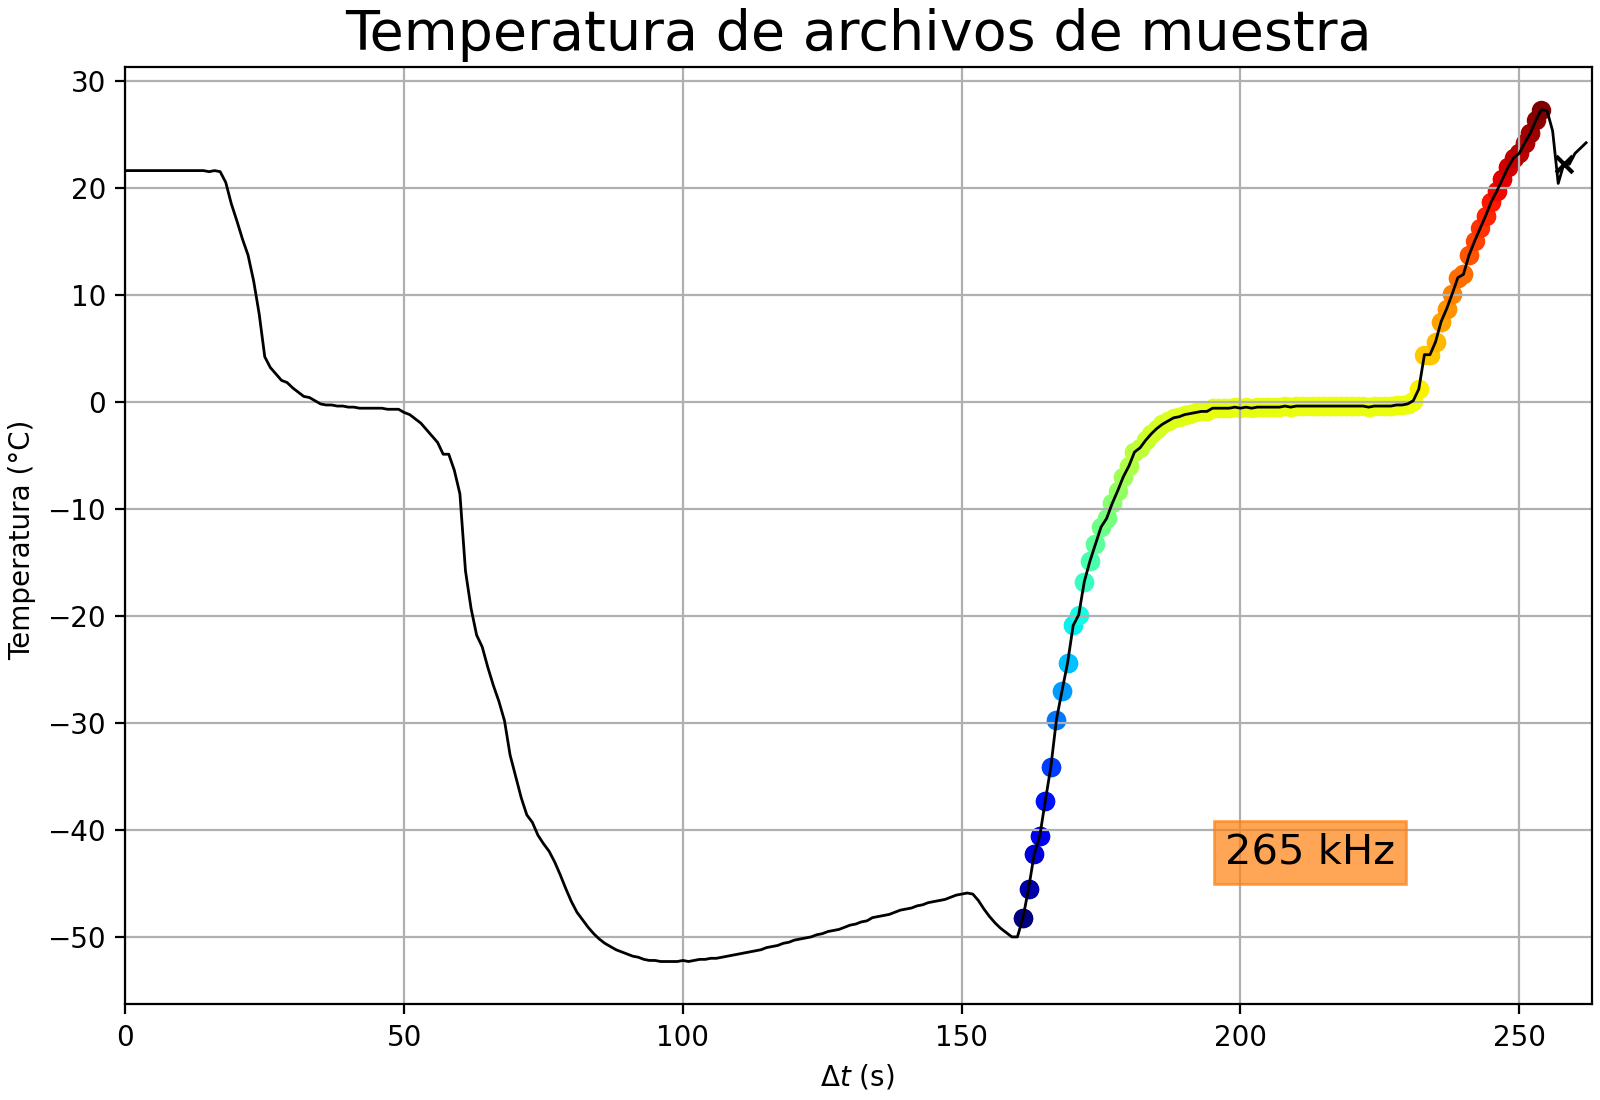 Temperatura de archivos de muestra
Temperatura (°C)
30
20
10
0
−10
−20
−30
−40
−50
265 kHz
0 50 100 150 200 250
Δt (s)